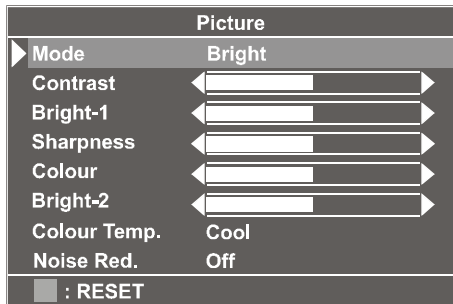 Picture
Mode Bright
Contrast
Bright-1
Sharpness
Colour
Bright-2
Colour Temp. Cool
Noise Red. Off
: RESET